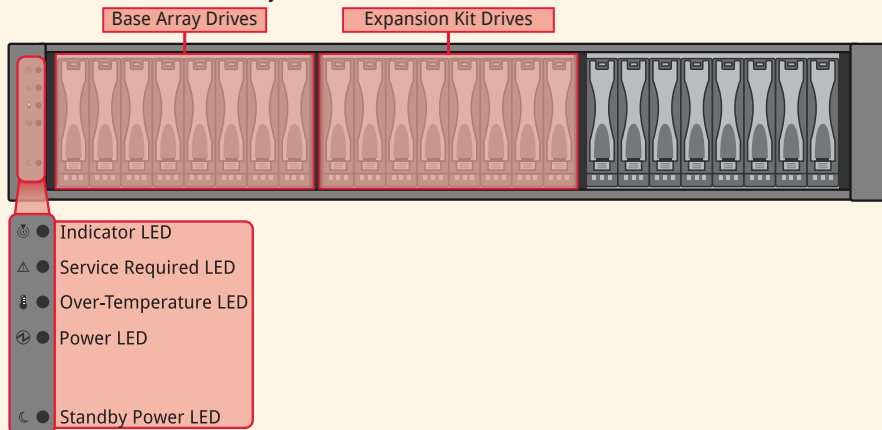 Base Array Drives
Expansion Kit Drives
Indicator LED
Service Required LED
Over-Temperature LED
Power LED
Standby Power LED